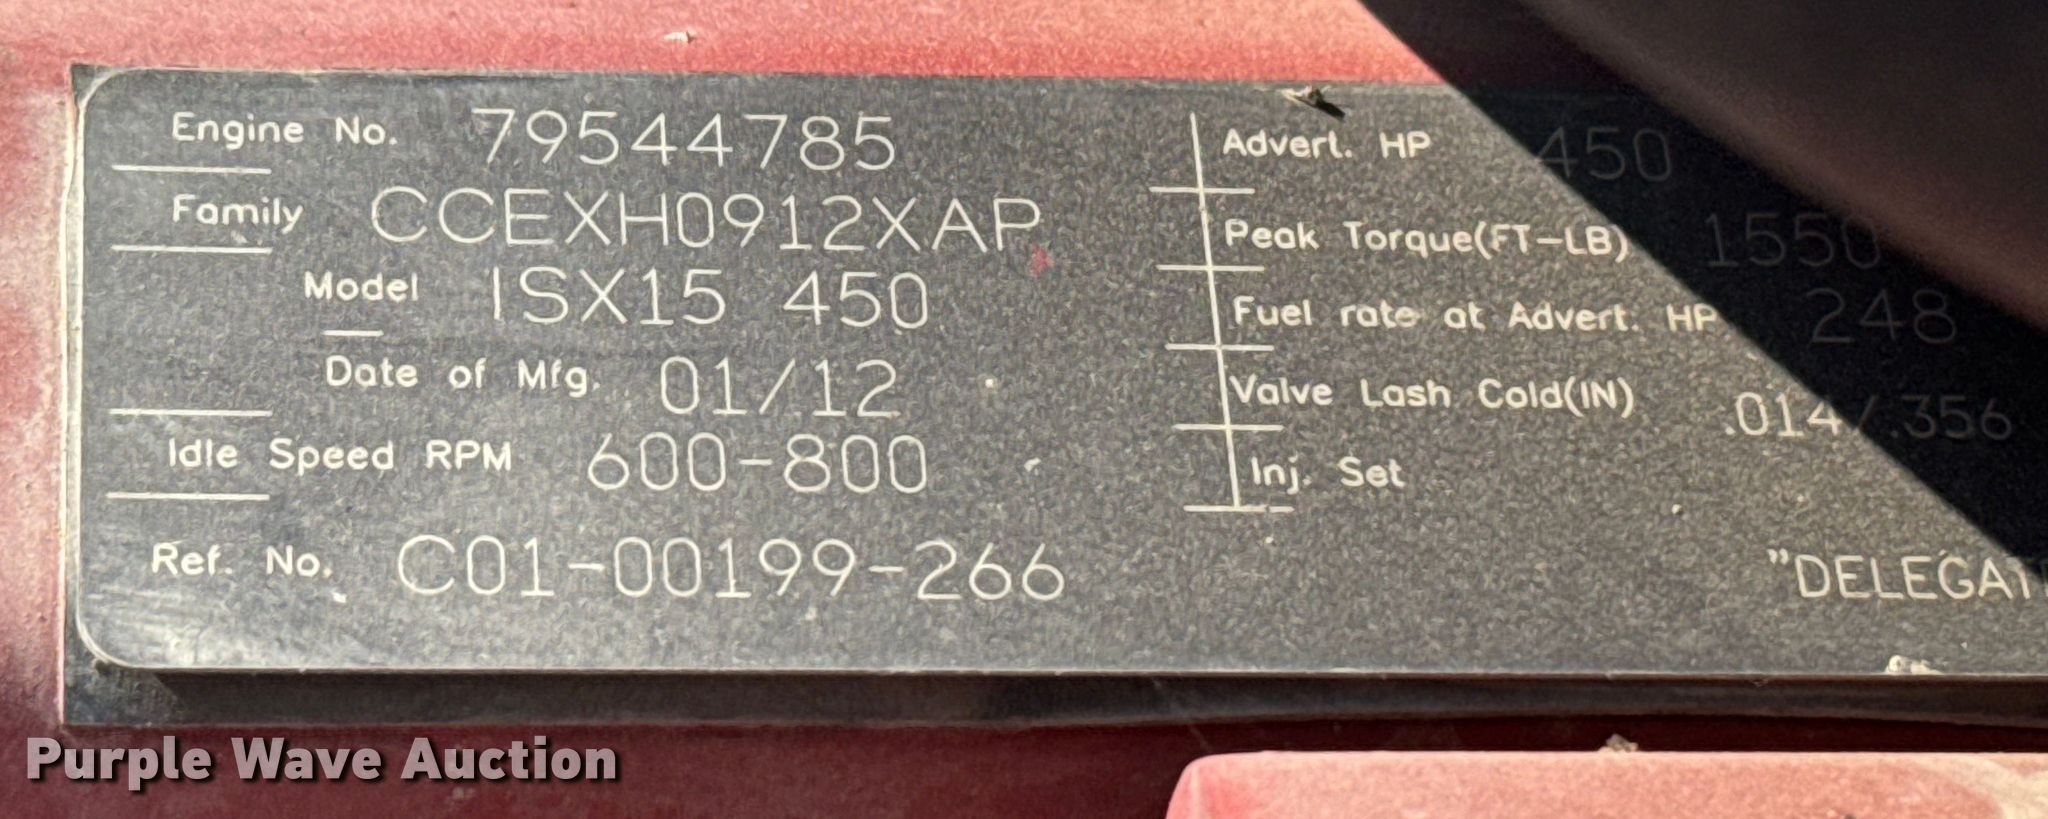 Engine No. 79544785
Family CCEXH0912XAP
Model ISX15 450
Date of Mfg. 01/12
Idle Speed RPM 600-800
Ref. No. C01-00199-266
Advert. HP 450
Peak Torque(FT-LB) 1550
Fuel rate at Advert. HP 248
Valve Lash Cold(IN) .014/.356
Inj. Set
"DELEGAT
Purple Wave Auction